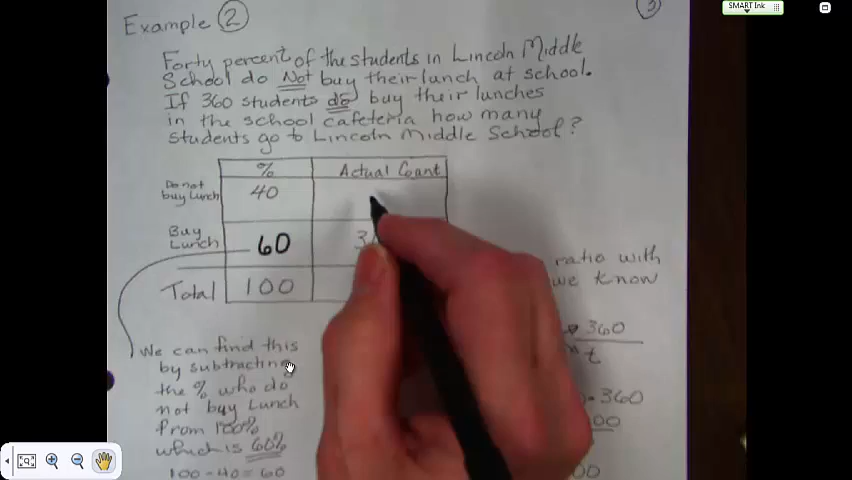 SMART Ink
Example 2
3
Forty percent of the students in Lincoln Middle
School do Not buy their lunch at school.
If 360 students do buy their lunches
in the school cafeteria how many
students go to Lincoln Middle School?
% Actual Count
Do not
buy Lunch 40
Buy
Lunch 60
Total 100
ratio with
we know
360
t
360
We can find this
by subtracting
the % who do
not buy Lunch
from 100%
which is 60%
100-40=60